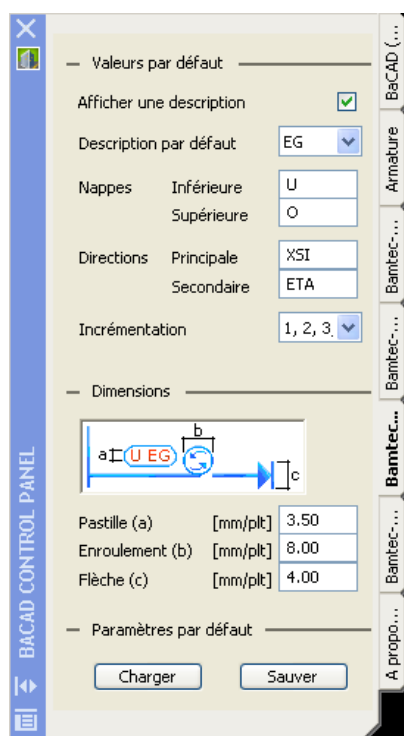 Valeurs par défaut
Afficher une description
Description par défaut EG
Nappes Inférieure U
Supérieure O
Directions Principale XSI
Secondaire ETA
Incrémentation 1, 2, 3,
Dimensions
b
a U EG
c
Pastille (a) [mm/plt] 3.50
Enroulement (b) [mm/plt] 8.00
Flèche (c) [mm/plt] 4.00
Paramètres par défaut
Charger Sauver
BACAD CONTROL PANEL
BaCAD (...
Armature
Bamtec-...
Bamtec-...
Bamtec...
Bamtec-...
A propo...